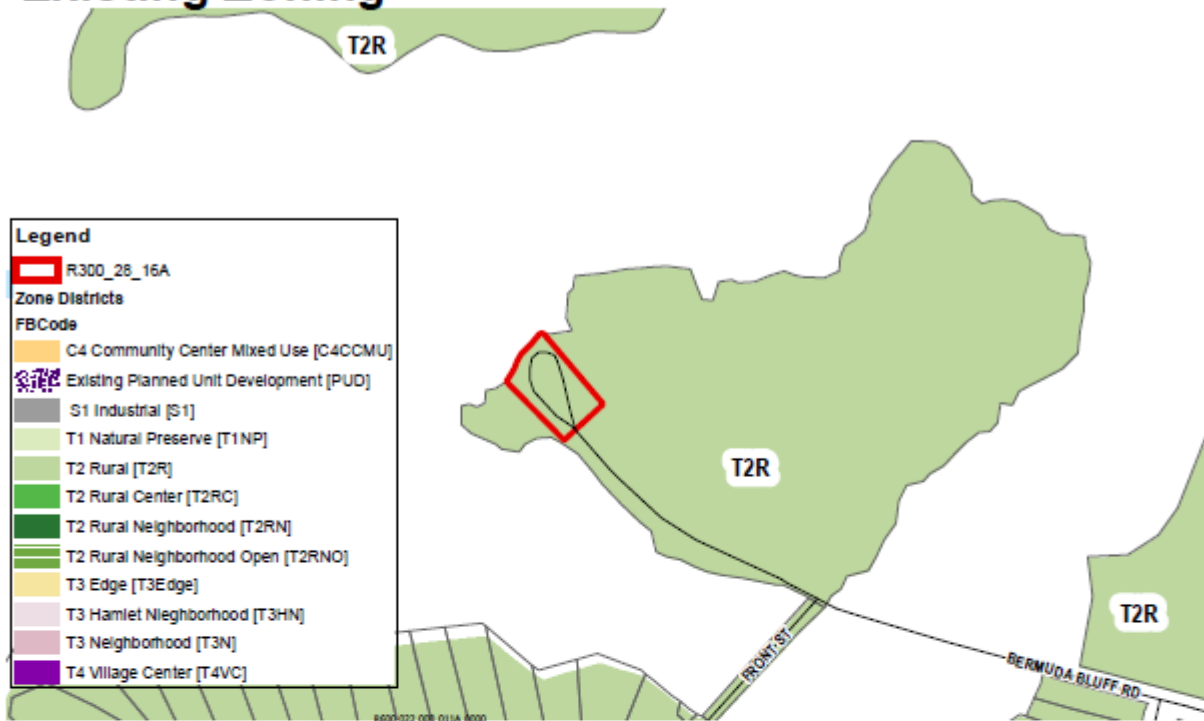 Existing Zoning
T2R
Legend
R300_28_16A
Zone Districts
FBCode
C4 Community Center Mixed Use [C4CCMU]
Existing Planned Unit Development [PUD]
S1 Industrial [S1]
T1 Natural Preserve [T1NP]
T2 Rural [T2R]
T2 Rural Center [T2RC]
T2 Rural Neighborhood [T2RN]
T2 Rural Neighborhood Open [T2RNO]
T3 Edge [T3Edge]
T3 Hamlet Nieghborhood [T3HN]
T3 Neighborhood [T3N]
T4 Village Center [T4VC]
T2R
T2R
FRONT ST
BERMUDA BLUFF RD